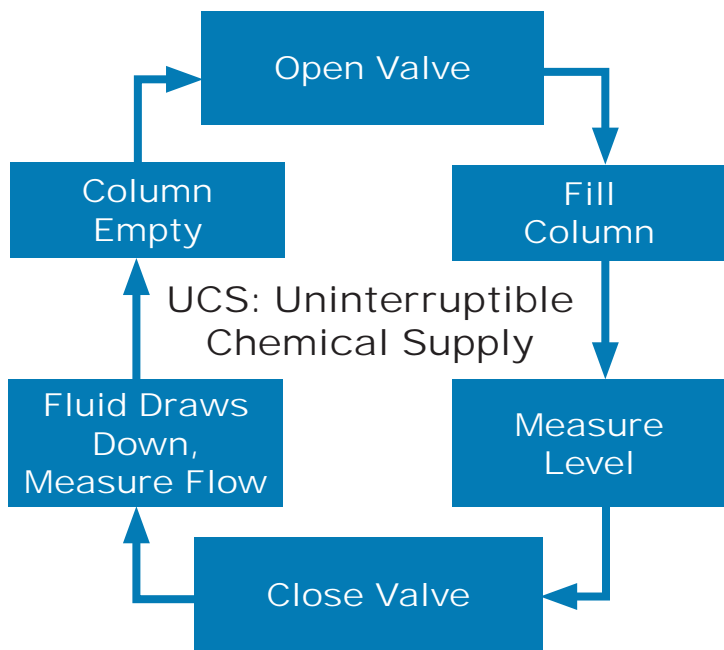 Open Valve
Column
Empty
Fill
Column
UCS: Uninterruptible
Chemical Supply
Fluid Draws
Down,
Measure Flow
Measure
Level
Close Valve